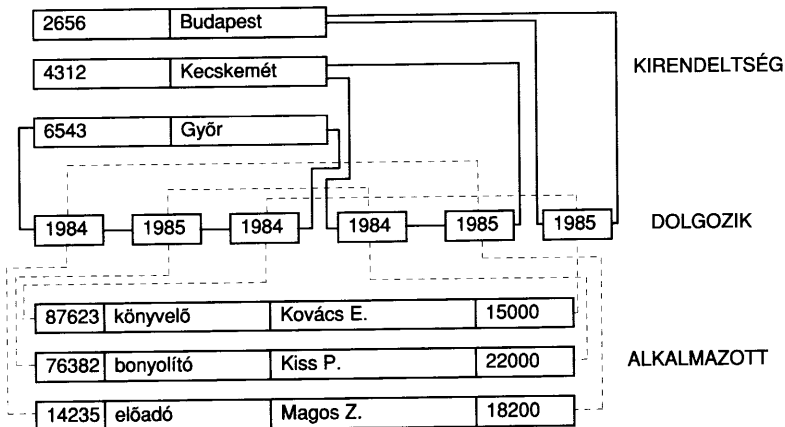 2656 Budapest
4312 Kecskemét KIRENDELTSÉG
6543 Győr
1984 1985 1984 1984 1985 1985 DOLGOZIK
87623 könyvelő Kovács E. 15000
76382 bonyolító Kiss P. 22000 ALKALMAZOTT
14235 előadó Magos Z. 18200